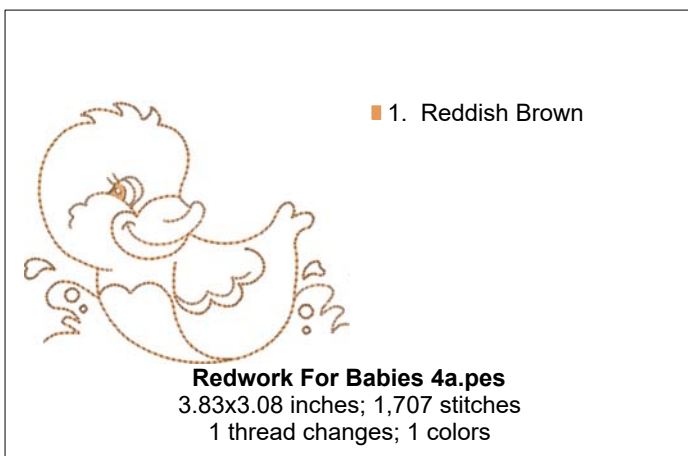 1. Reddish Brown
Redwork For Babies 4a.pes
3.83x3.08 inches; 1,707 stitches
1 thread changes; 1 colors